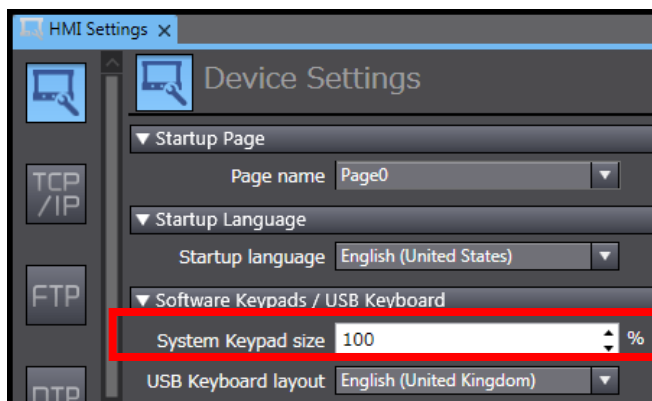 HMI Settings
Device Settings
Startup Page
Page name Page0
TCP
/IP
Startup Language
Startup language English (United States)
FTP
Software Keypads / USB Keyboard
System Keypad size 100 %
USB Keyboard layout English (United Kingdom)